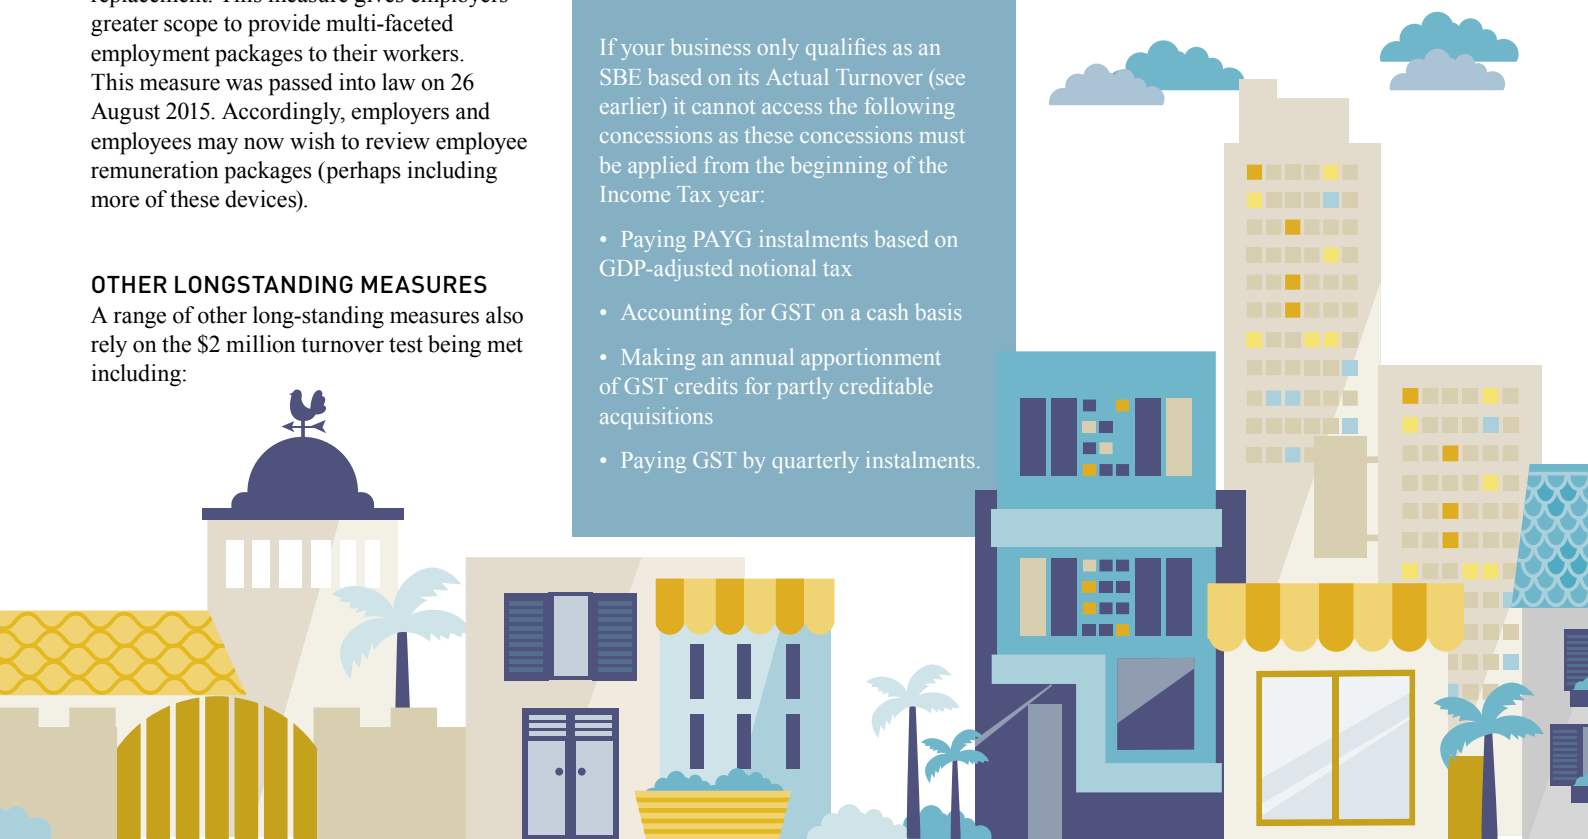 replacement. This measure gives employers
greater scope to provide multi-faceted
employment packages to their workers.
This measure was passed into law on 26
August 2015. Accordingly, employers and
employees may now wish to review employee
remuneration packages (perhaps including
more of these devices).
OTHER LONGSTANDING MEASURES
A range of other long-standing measures also
rely on the $2 million turnover test being met
including:
If your business only qualifies as an
SBE based on its Actual Turnover (see
earlier) it cannot access the following
concessions as these concessions must
be applied from the beginning of the
Income Tax year:
• Paying PAYG instalments based on
GDP-adjusted notional tax
• Accounting for GST on a cash basis
• Making an annual apportionment
of GST credits for partly creditable
acquisitions
• Paying GST by quarterly instalments.